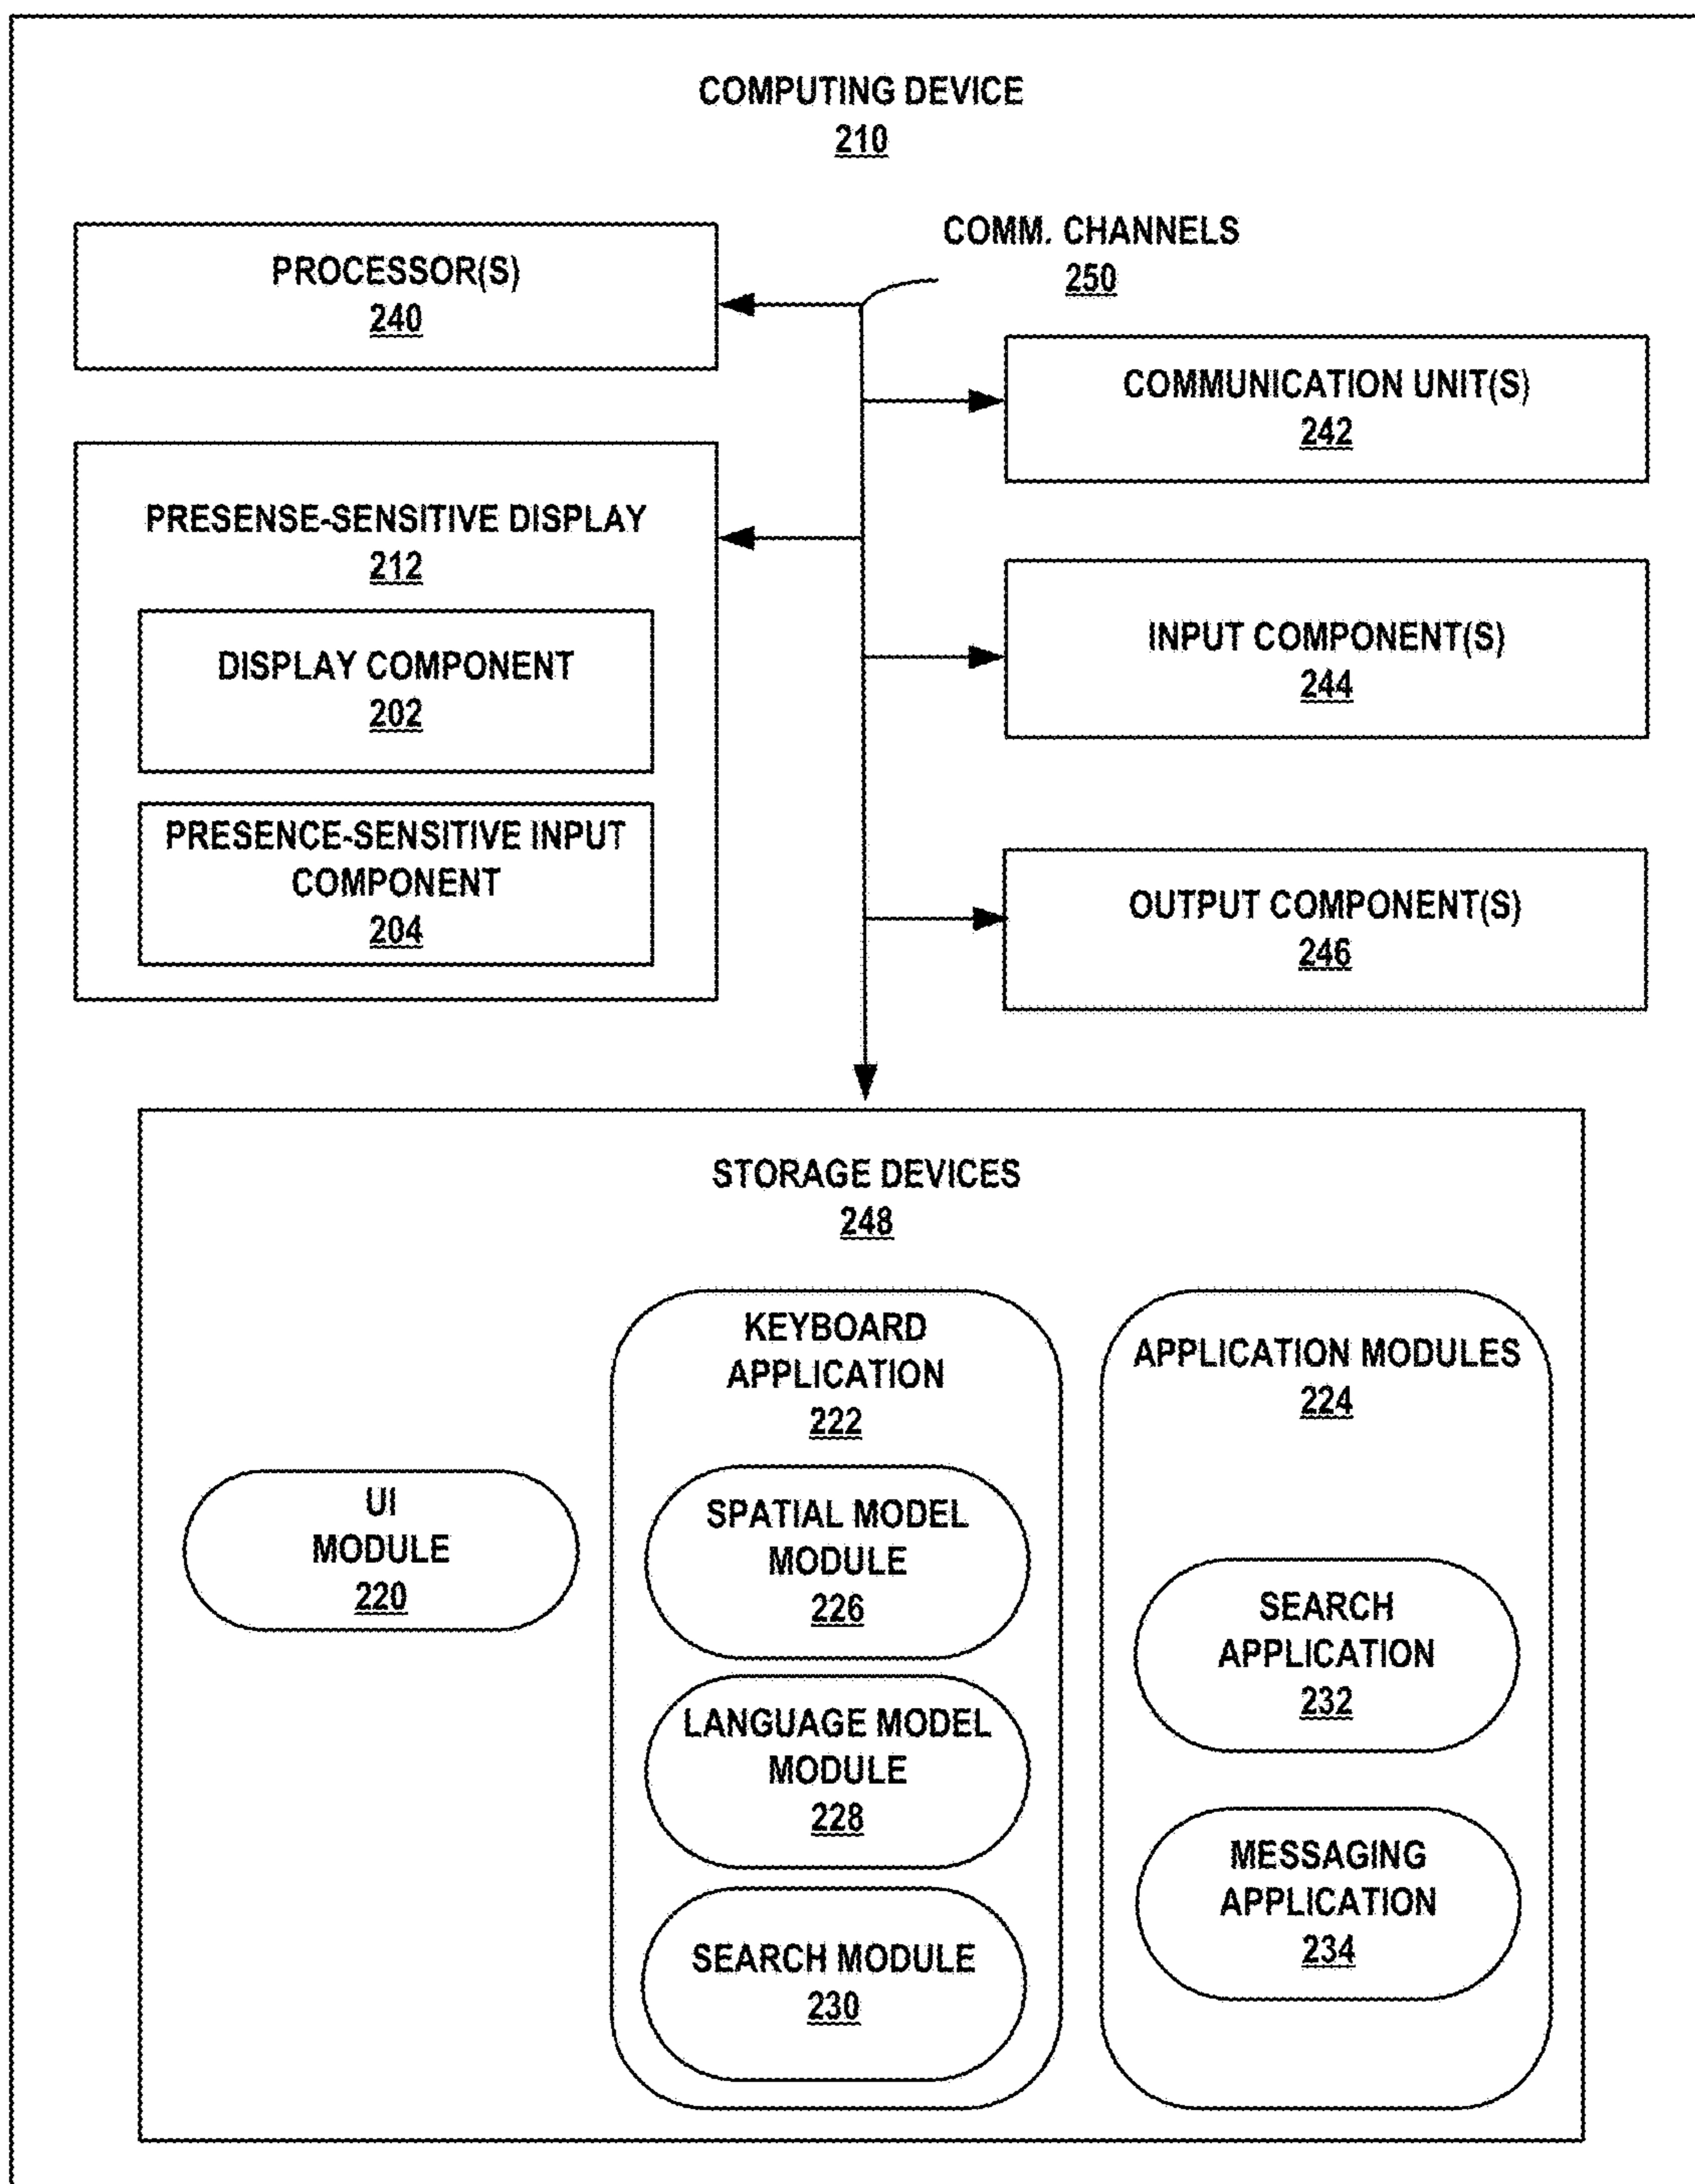 COMPUTING DEVICE
210
COMM. CHANNELS
250
PROCESSOR(S)
240
COMMUNICATION UNIT(S)
242
PRESENSE-SENSITIVE DISPLAY
212
DISPLAY COMPONENT
202
PRESENCE-SENSITIVE INPUT
COMPONENT
204
INPUT COMPONENT(S)
244
OUTPUT COMPONENT(S)
246
STORAGE DEVICES
248
UI
MODULE
220
KEYBOARD
APPLICATION
222
SPATIAL MODEL
MODULE
226
LANGUAGE MODEL
MODULE
228
SEARCH MODULE
230
APPLICATION MODULES
224
SEARCH
APPLICATION
232
MESSAGING
APPLICATION
234